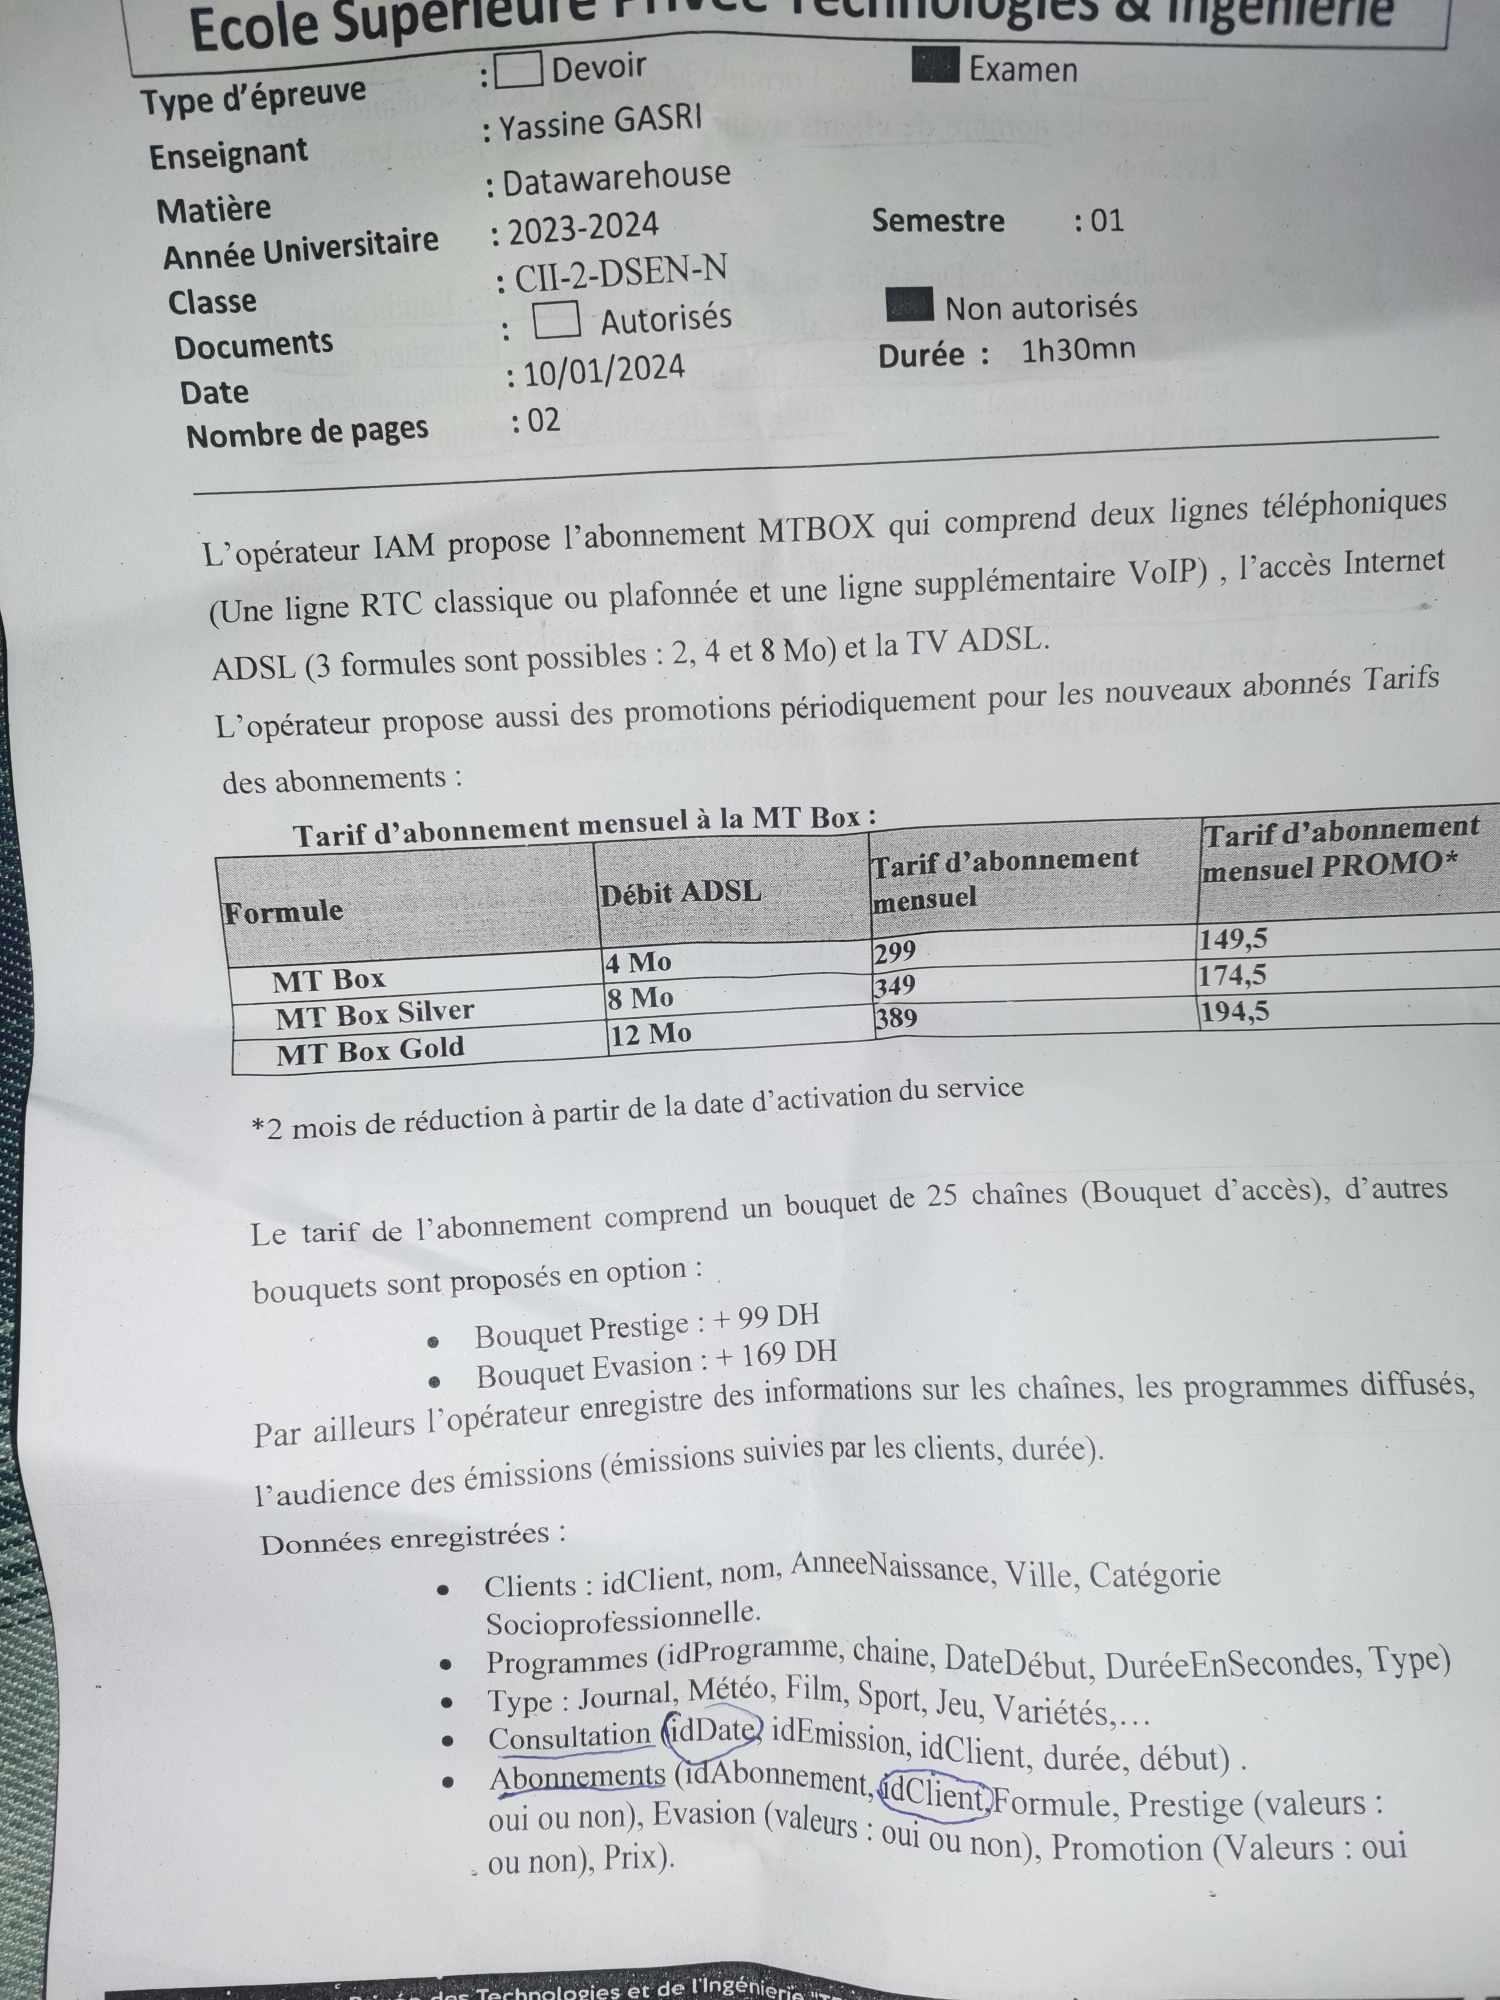 Ecole Supérieure Privée Technologies & Ingénierie
Type d'épreuve : Devoir Examen
Enseignant : Yassine GASRI
Matière : Datawarehouse
Année Universitaire : 2023-2024 Semestre : 01
Classe : CII-2-DSEN-N
Documents : Autorisés Non autorisés
Date : 10/01/2024 Durée : 1h30mn
Nombre de pages : 02
L'opérateur IAM propose l'abonnement MTBOX qui comprend deux lignes téléphoniques
(Une ligne RTC classique ou plafonnée et une ligne supplémentaire VoIP) , l'accès Internet
ADSL (3 formules sont possibles : 2, 4 et 8 Mo) et la TV ADSL.
L'opérateur propose aussi des promotions périodiquement pour les nouveaux abonnés Tarifs
des abonnements :
Tarif d'abonnement mensuel à la MT Box :
Formule Débit ADSL Tarif d'abonnement mensuel Tarif d'abonnement mensuel PROMO*
MT Box 4 Mo 299 149,5
MT Box Silver 8 Mo 349 174,5
MT Box Gold 12 Mo 389 194,5
*2 mois de réduction à partir de la date d'activation du service
Le tarif de l'abonnement comprend un bouquet de 25 chaînes (Bouquet d'accès), d'autres
bouquets sont proposés en option :
• Bouquet Prestige : + 99 DH
• Bouquet Evasion : + 169 DH
Par ailleurs l'opérateur enregistre des informations sur les chaînes, les programmes diffusés,
l'audience des émissions (émissions suivies par les clients, durée).
Données enregistrées :
• Clients : idClient, nom, AnneeNaissance, Ville, Catégorie
Socioprofessionnelle.
• Programmes (idProgramme, chaine, DateDébut, DuréeEnSecondes, Type)
• Type : Journal, Météo, Film, Sport, Jeu, Variétés,…
• Consultation (idDate, idEmission, idClient, durée, début) .
• Abonnements (idAbonnement, idClient,Formule, Prestige (valeurs :
oui ou non), Evasion (valeurs : oui ou non), Promotion (Valeurs : oui
ou non), Prix).
des Technologies et de l'Ingénierie